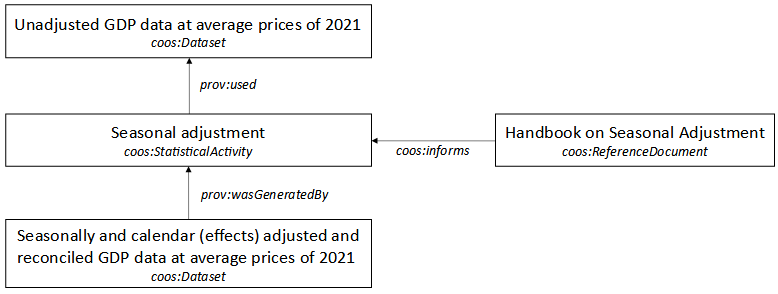 Unadjusted GDP data at average prices of 2021
coos:Dataset
prov:used
Seasonal adjustment
coos:StatisticalActivity
coos:informs
Handbook on Seasonal Adjustment
coos:ReferenceDocument
prov:wasGeneratedBy
Seasonally and calendar (effects) adjusted and
reconciled GDP data at average prices of 2021
coos:Dataset